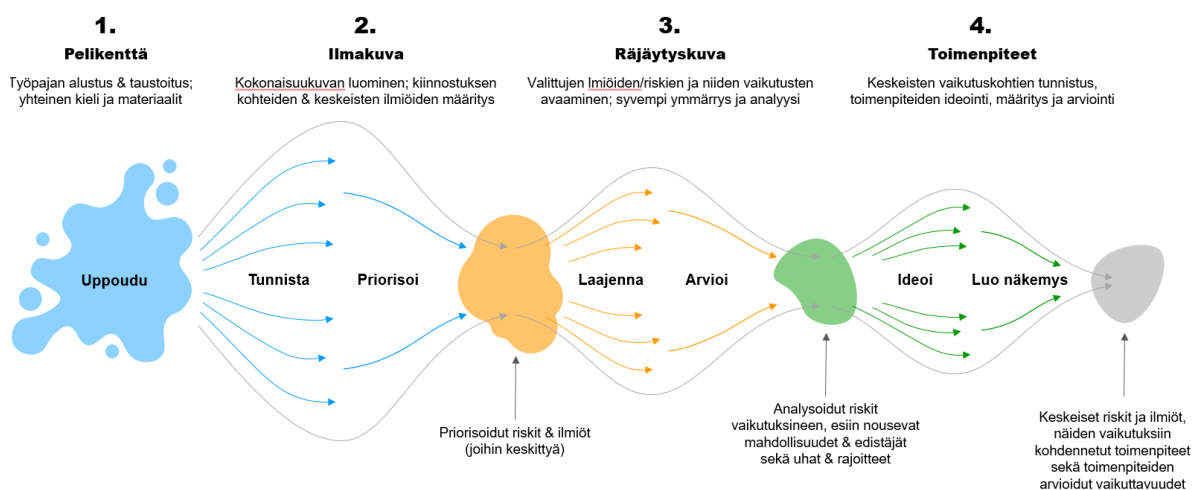 1.
Pelikenttä
Työpajan alustus & taustoitus;
yhteinen kieli ja materiaalit
2.
Ilmakuva
Kokonaisuukuvan luominen; kiinnostuksen
kohteiden & keskeisten ilmiöiden määritys
3.
Räjäytyskuva
Valittujen lmiöiden/riskien ja niiden vaikutusten
avaaminen; syvempi ymmärrys ja analyysi
4.
Toimenpiteet
Keskeisten vaikutuskohtien tunnistus,
toimenpiteiden ideointi, määritys ja arviointi
Uppoudu
Tunnista
Priorisoi
Laajenna
Arvioi
Ideoi
Luo näkemys
Priorisoidut riskit & ilmiöt
(joihin keskittyä)
Analysoidut riskit
vaikutuksineen, esiin nousevat
mahdollisuudet & edistäjät
sekä uhat & rajoitteet
Keskeiset riskit ja ilmiöt,
näiden vaikutuksiin
kohdennetut toimenpiteet
sekä toimenpiteiden
arvioidut vaikuttavuudet